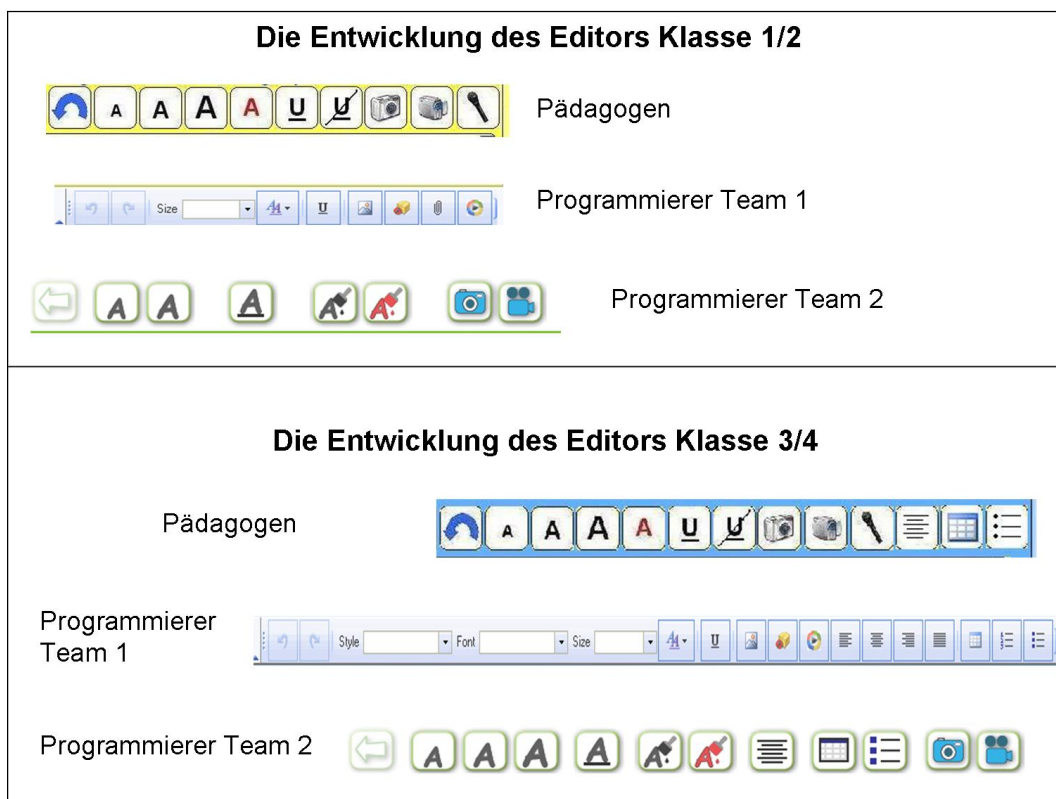 Die Entwicklung des Editors Klasse 1/2
A A A A U U
Pädagogen
Size A U
Programmierer Team 1
A A A A A
Programmierer Team 2
Die Entwicklung des Editors Klasse 3/4
Pädagogen
A A A A U U
Programmierer
Team 1
Style Font Size A U
Programmierer Team 2
A A A A A A